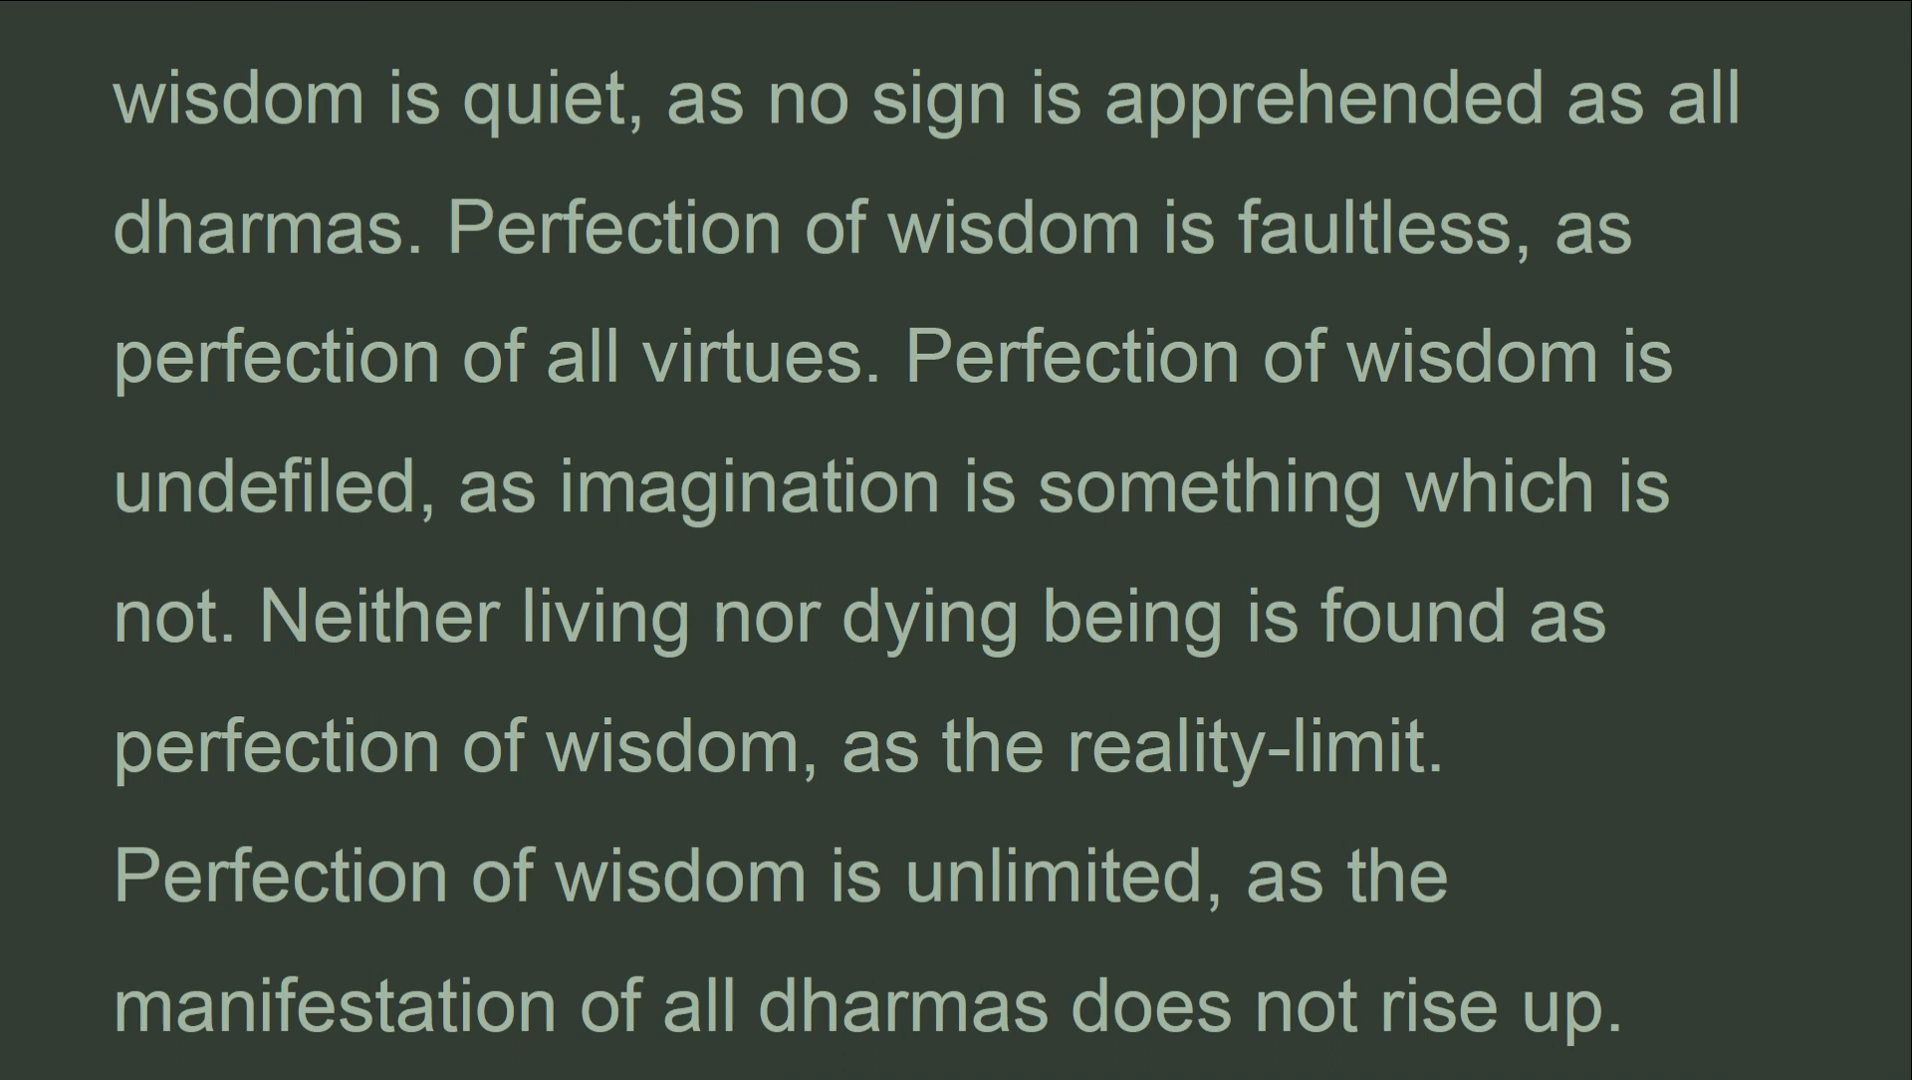 wisdom is quiet, as no sign is apprehended as all
dharmas. Perfection of wisdom is faultless, as
perfection of all virtues. Perfection of wisdom is
undefiled, as imagination is something which is
not. Neither living nor dying being is found as
perfection of wisdom, as the reality-limit.
Perfection of wisdom is unlimited, as the
manifestation of all dharmas does not rise up.